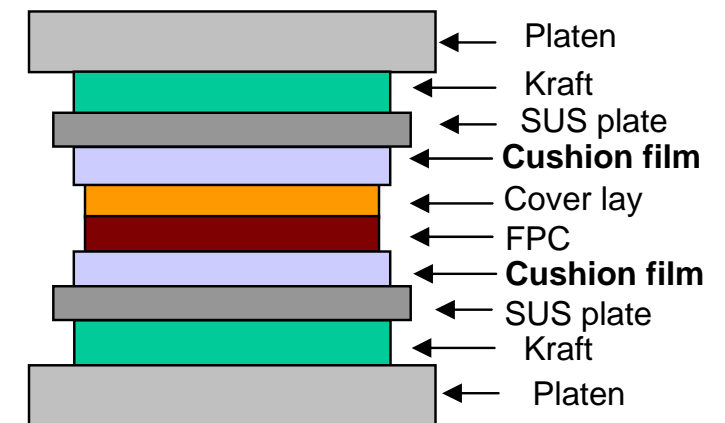 Platen
Kraft
SUS plate
Cushion film
Cover lay
FPC
Cushion film
SUS plate
Kraft
Platen